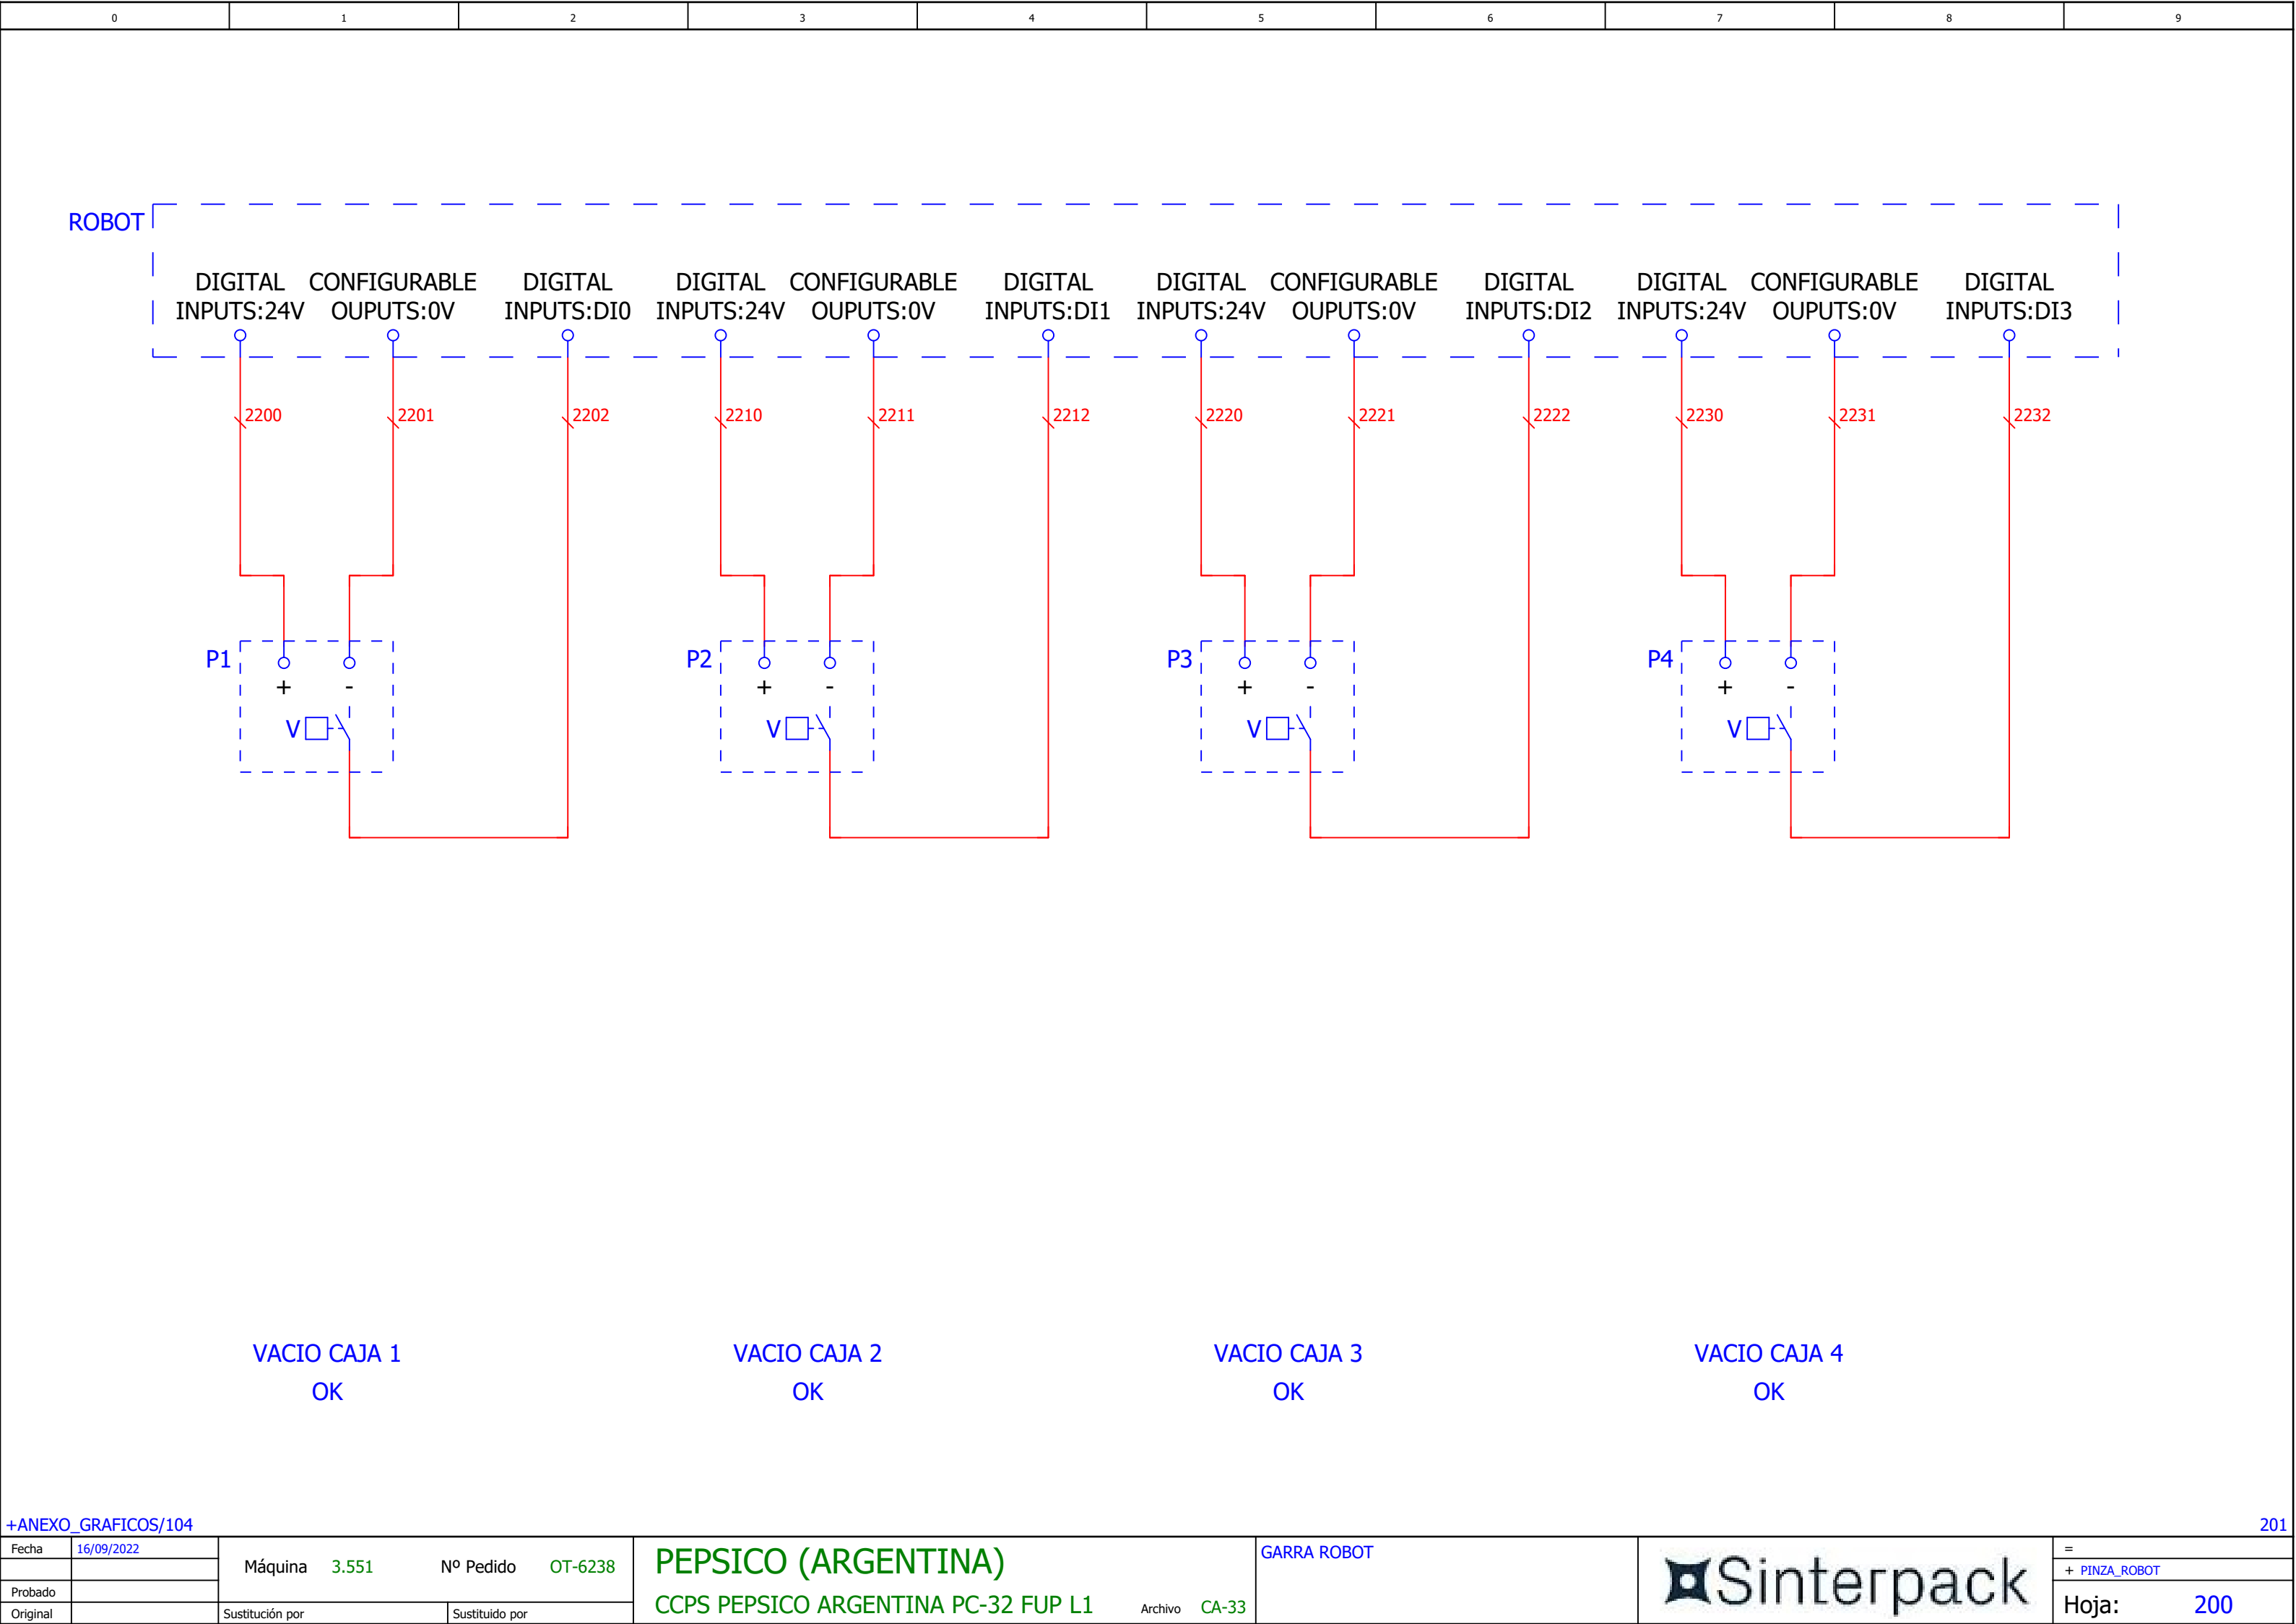 0 1 2 3 4 5 6 7 8 9
ROBOT
DIGITAL CONFIGURABLE DIGITAL DIGITAL CONFIGURABLE DIGITAL DIGITAL CONFIGURABLE DIGITAL DIGITAL CONFIGURABLE DIGITAL
INPUTS:24V OUPUTS:0V INPUTS:DI0 INPUTS:24V OUPUTS:0V INPUTS:DI1 INPUTS:24V OUPUTS:0V INPUTS:DI2 INPUTS:24V OUPUTS:0V INPUTS:DI3
2200 2201 2202 2210 2211 2212 2220 2221 2222 2230 2231 2232
P1 P2 P3 P4
+ - + - + - + -
V V V V
VACIO CAJA 1 VACIO CAJA 2 VACIO CAJA 3 VACIO CAJA 4
OK OK OK OK
+ANEXO_GRAFICOS/104 201
Fecha 16/09/2022
Probado
Original
Máquina 3.551 Nº Pedido OT-6238
Sustitución por Sustituido por
PEPSICO (ARGENTINA)
CCPS PEPSICO ARGENTINA PC-32 FUP L1 Archivo CA-33
GARRA ROBOT
Sinterpack
=
+ PINZA_ROBOT
Hoja: 200